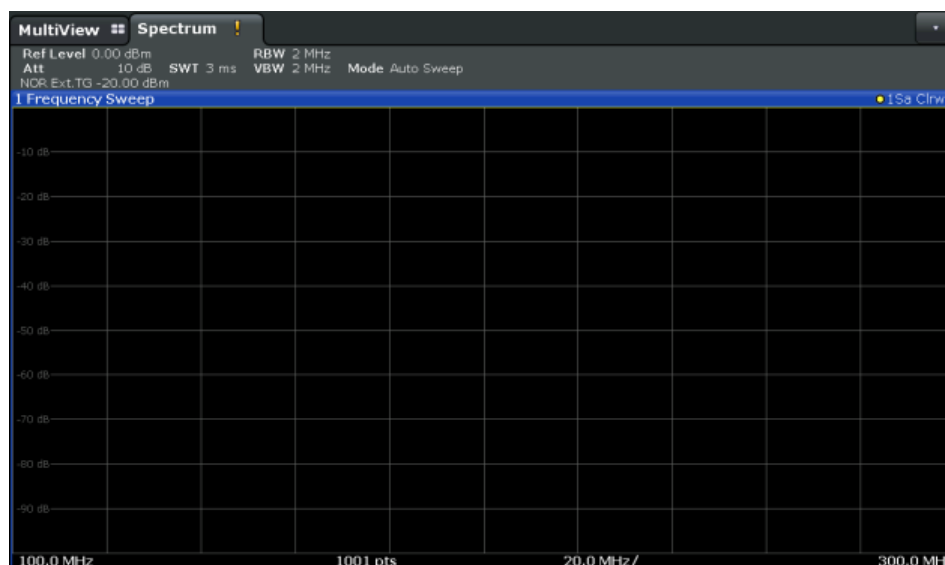 MultiView Spectrum !
Ref Level 0.00 dBm RBW 2 MHz
Att 10 dB SWT 3 ms VBW 2 MHz Mode Auto Sweep
NOR Ext.TG -20.00 dBm
1 Frequency Sweep 1Sa Clrw
-10 dB
-20 dB
-30 dB
-40 dB
-50 dB
-60 dB
-70 dB
-80 dB
-90 dB
100.0 MHz 1001 pts 20.0 MHz/ 300.0 MH